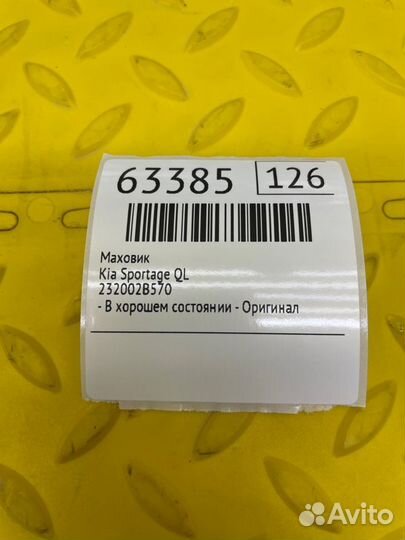 63385 126
Маховик
Kia Sportage QL
232002B570
- В хорошем состоянии - Оригинал
Avito